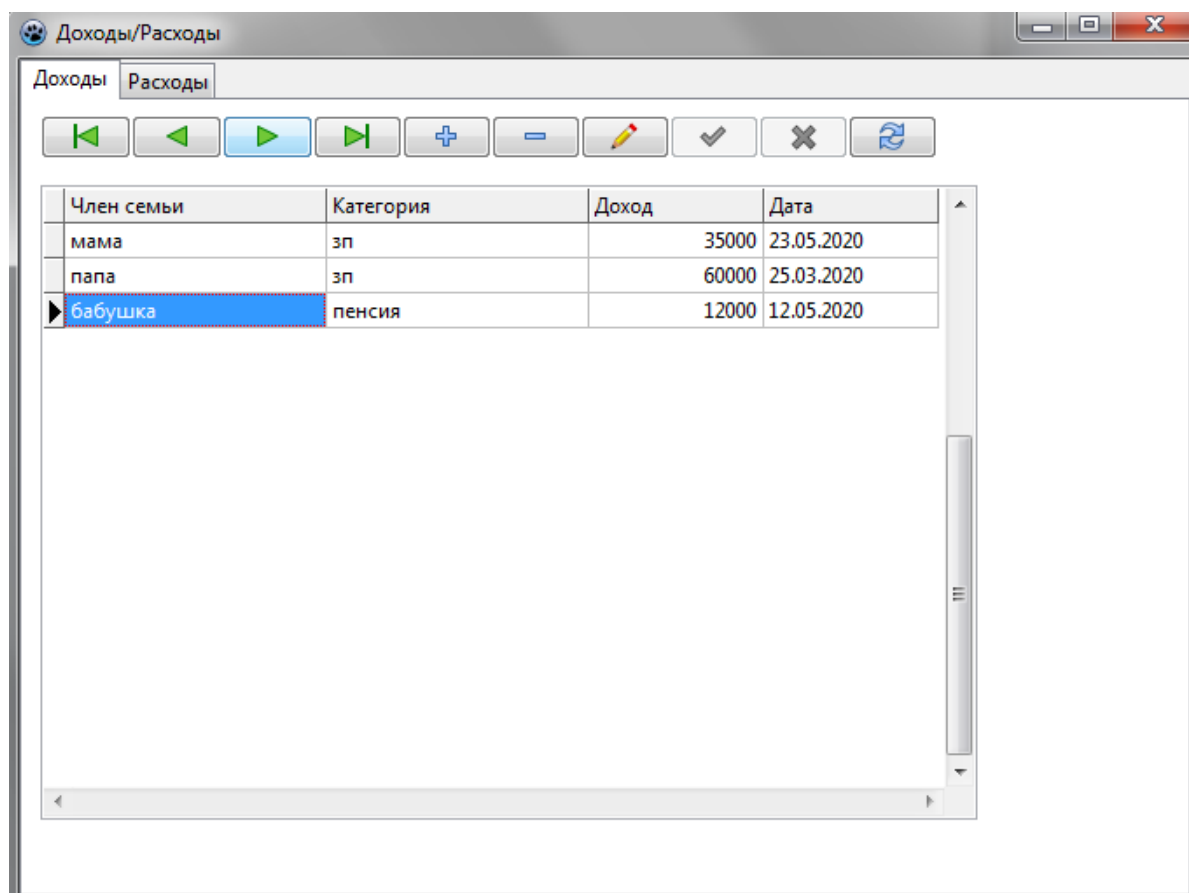 Доходы/Расходы
Доходы Расходы
Член семьи Категория Доход Дата
мама зп 35000 23.05.2020
папа зп 60000 25.03.2020
бабушка пенсия 12000 12.05.2020